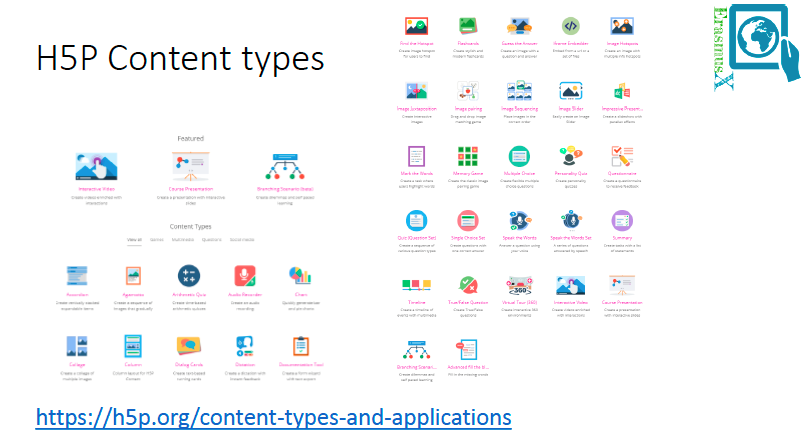 H5P Content types
ErasmusX
Featured
Interactive Video
Course Presentation
Branching Scenario (beta)
Create videos enriched with interactions
Create a presentation with interactive slides
Create dilemmas and self paced learning
Content Types
View all
Games
Multimedia
Questions
Social media
Accordion
Agamotto
Arithmetic Quiz
Audio Recorder
Chart
Create vertically stacked expandable items
Create a sequence of images that gradually
Create time-based arithmetic quizzes
Create an audio recording
Quickly generate bar and pie charts
Collage
Column
Dialog Cards
Dictation
Documentation Tool
Create a collage of multiple images
Column layout for H5P Content
Create text-based turning cards
Create a dictation with instant feedback
Create a form wizard with text export
Find the Hotspot
Flashcards
Guess the Answer
Iframe Embedder
Image Hotspots
Create image hotspot for users to find
Create stylish and modern flashcards
Create an image with a question and answer
Embed from a url or a set of files
Create an image with multiple info hotspots
Image Juxtaposition
Image pairing
Image Sequencing
Image Slider
Impressive Presen...
Create interactive images
Drag and drop image matching game
Place images in the correct order
Easily create an Image Slider
Create a slideshow with parallax effects
Mark the Words
Memory Game
Multiple Choice
Personality Quiz
Questionnaire
Create a task where users highlight words
Create the classic image pairing game
Create flexible multiple choice questions
Create personality quizzes
Create a questionnaire to receive feedback
Quiz (Question Set)
Single Choice Set
Speak the Words
Speak the Words Set
Summary
Create a sequence of various question types
Create questions with one correct answer
Answer a question using your voice
A series of questions answered by speech
Create tasks with a list of statements
Timeline
True/False Question
Virtual Tour (360)
Interactive Video
Course Presentation
Create a timeline of events with multimedia
Create True/False questions
Create interactive 360 environments
Create videos enriched with interactions
Create a presentation with interactive slides
Branching Scenar...
Advanced fill the bl...
Create dilemmas and self paced learning
Fill in the missing words
https://h5p.org/content-types-and-applications